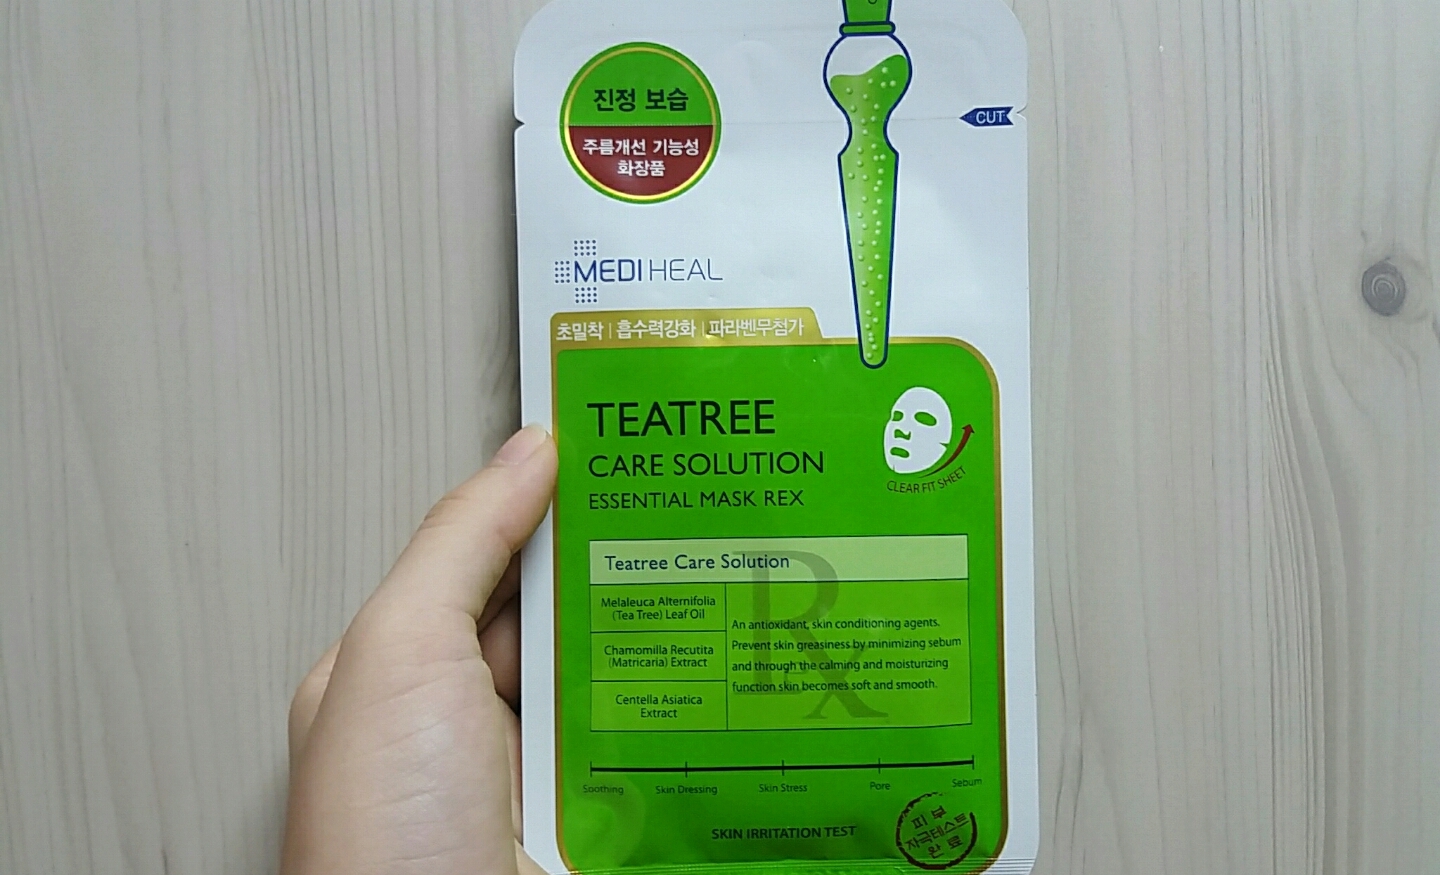 진정 보습
주름개선 기능성
화장품
CUT
MEDIHEAL
초밀착 | 흡수력강화 | 파라벤무첨가
TEATREE
CARE SOLUTION
ESSENTIAL MASK REX
CLEAR FIT SHEET
Teatree Care Solution
Rx
Melaleuca Alternifolia
(Tea Tree) Leaf Oil
Chamomilla Recutita
(Matricaria) Extract
Centella Asiatica
Extract
An antioxidant, skin conditioning agents.
Prevent skin greasiness by minimizing sebum
and through the calming and moisturizing
function skin becomes soft and smooth.
Soothing Skin Dressing Skin Stress Pore Sebum
SKIN IRRITATION TEST
피부
자극테스트
완료